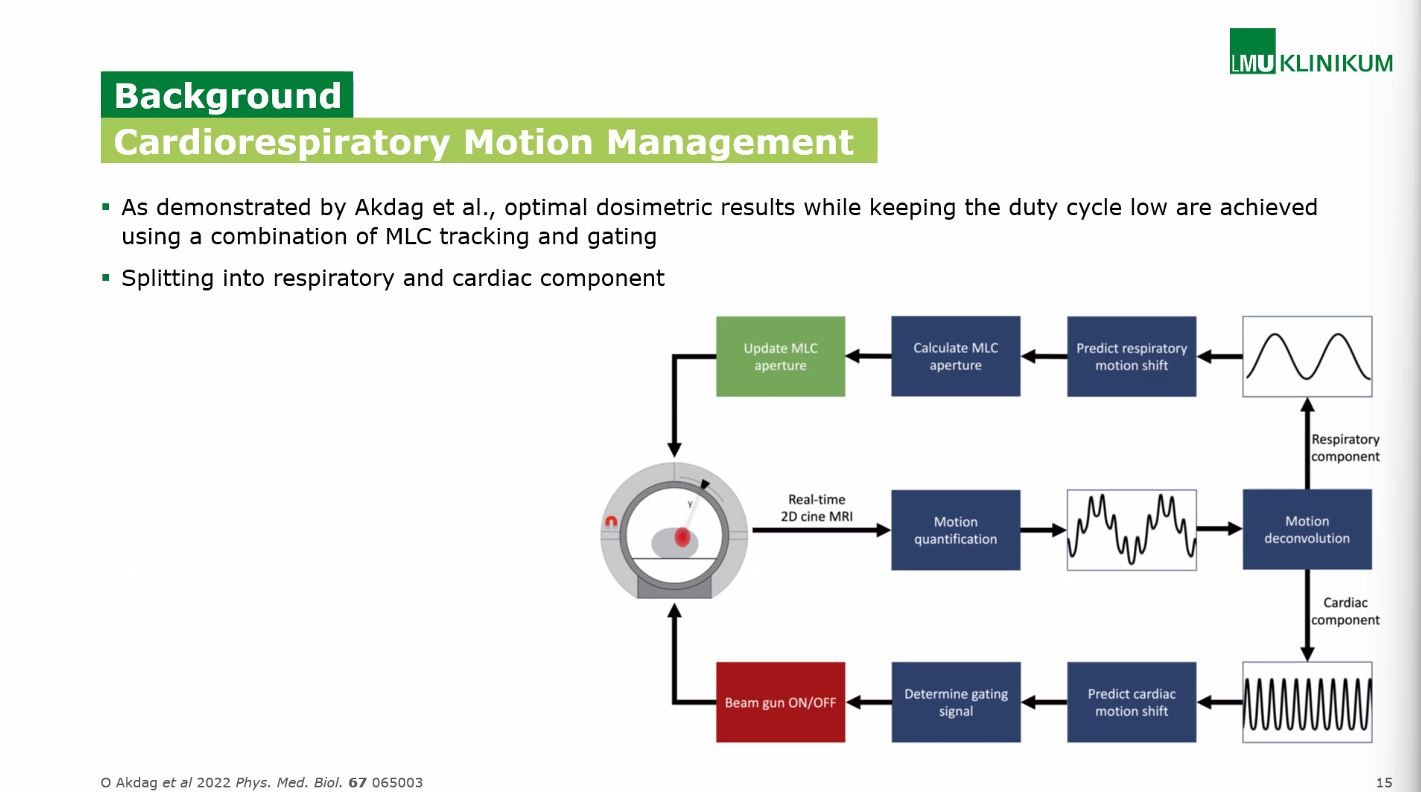 LMU KLINIKUM
Background
Cardiorespiratory Motion Management
▪ As demonstrated by Akdag et al., optimal dosimetric results while keeping the duty cycle low are achieved
using a combination of MLC tracking and gating
▪ Splitting into respiratory and cardiac component
Update MLC
aperture
Calculate MLC
aperture
Predict respiratory
motion shift
Respiratory
component
γ
Real-time
2D cine MRI
Motion
quantification
Motion
deconvolution
Cardiac
component
Beam gun ON/OFF
Determine gating
signal
Predict cardiac
motion shift
O Akdag et al 2022 Phys. Med. Biol. 67 065003
15